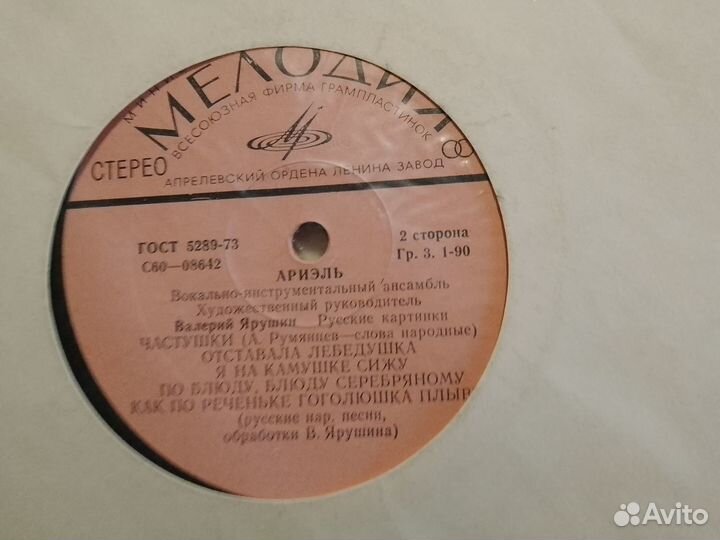 МЕЛОДИЯ
ВСЕСОЮЗНАЯ ФИРМА ГРАМПЛАСТИНОК
СТЕРЕО
АПРЕЛЕВСКИЙ ОРДЕНА ЛЕНИНА ЗАВОД
ГОСТ 5289-73
2 сторона
С60—08642
Гр. 3. 1-90
АРИЭЛЬ
Вокально-инструментальный ансамбль
Художественный руководитель
Валерий Ярушин Русские картинки
ЧАСТУШКИ (А. Румянцев—слова народные)
ОТСТАВАЛА ЛЕБЕДУШКА
Я НА КАМУШКЕ СИЖУ
ПО БЛЮДУ, БЛЮДУ СЕРЕБРЯНОМУ
КАК ПО РЕЧЕНЬКЕ ГОГОЛЮШКА ПЛЫВ
(русские нар. песни,
обработки В. Ярушина)
Avito